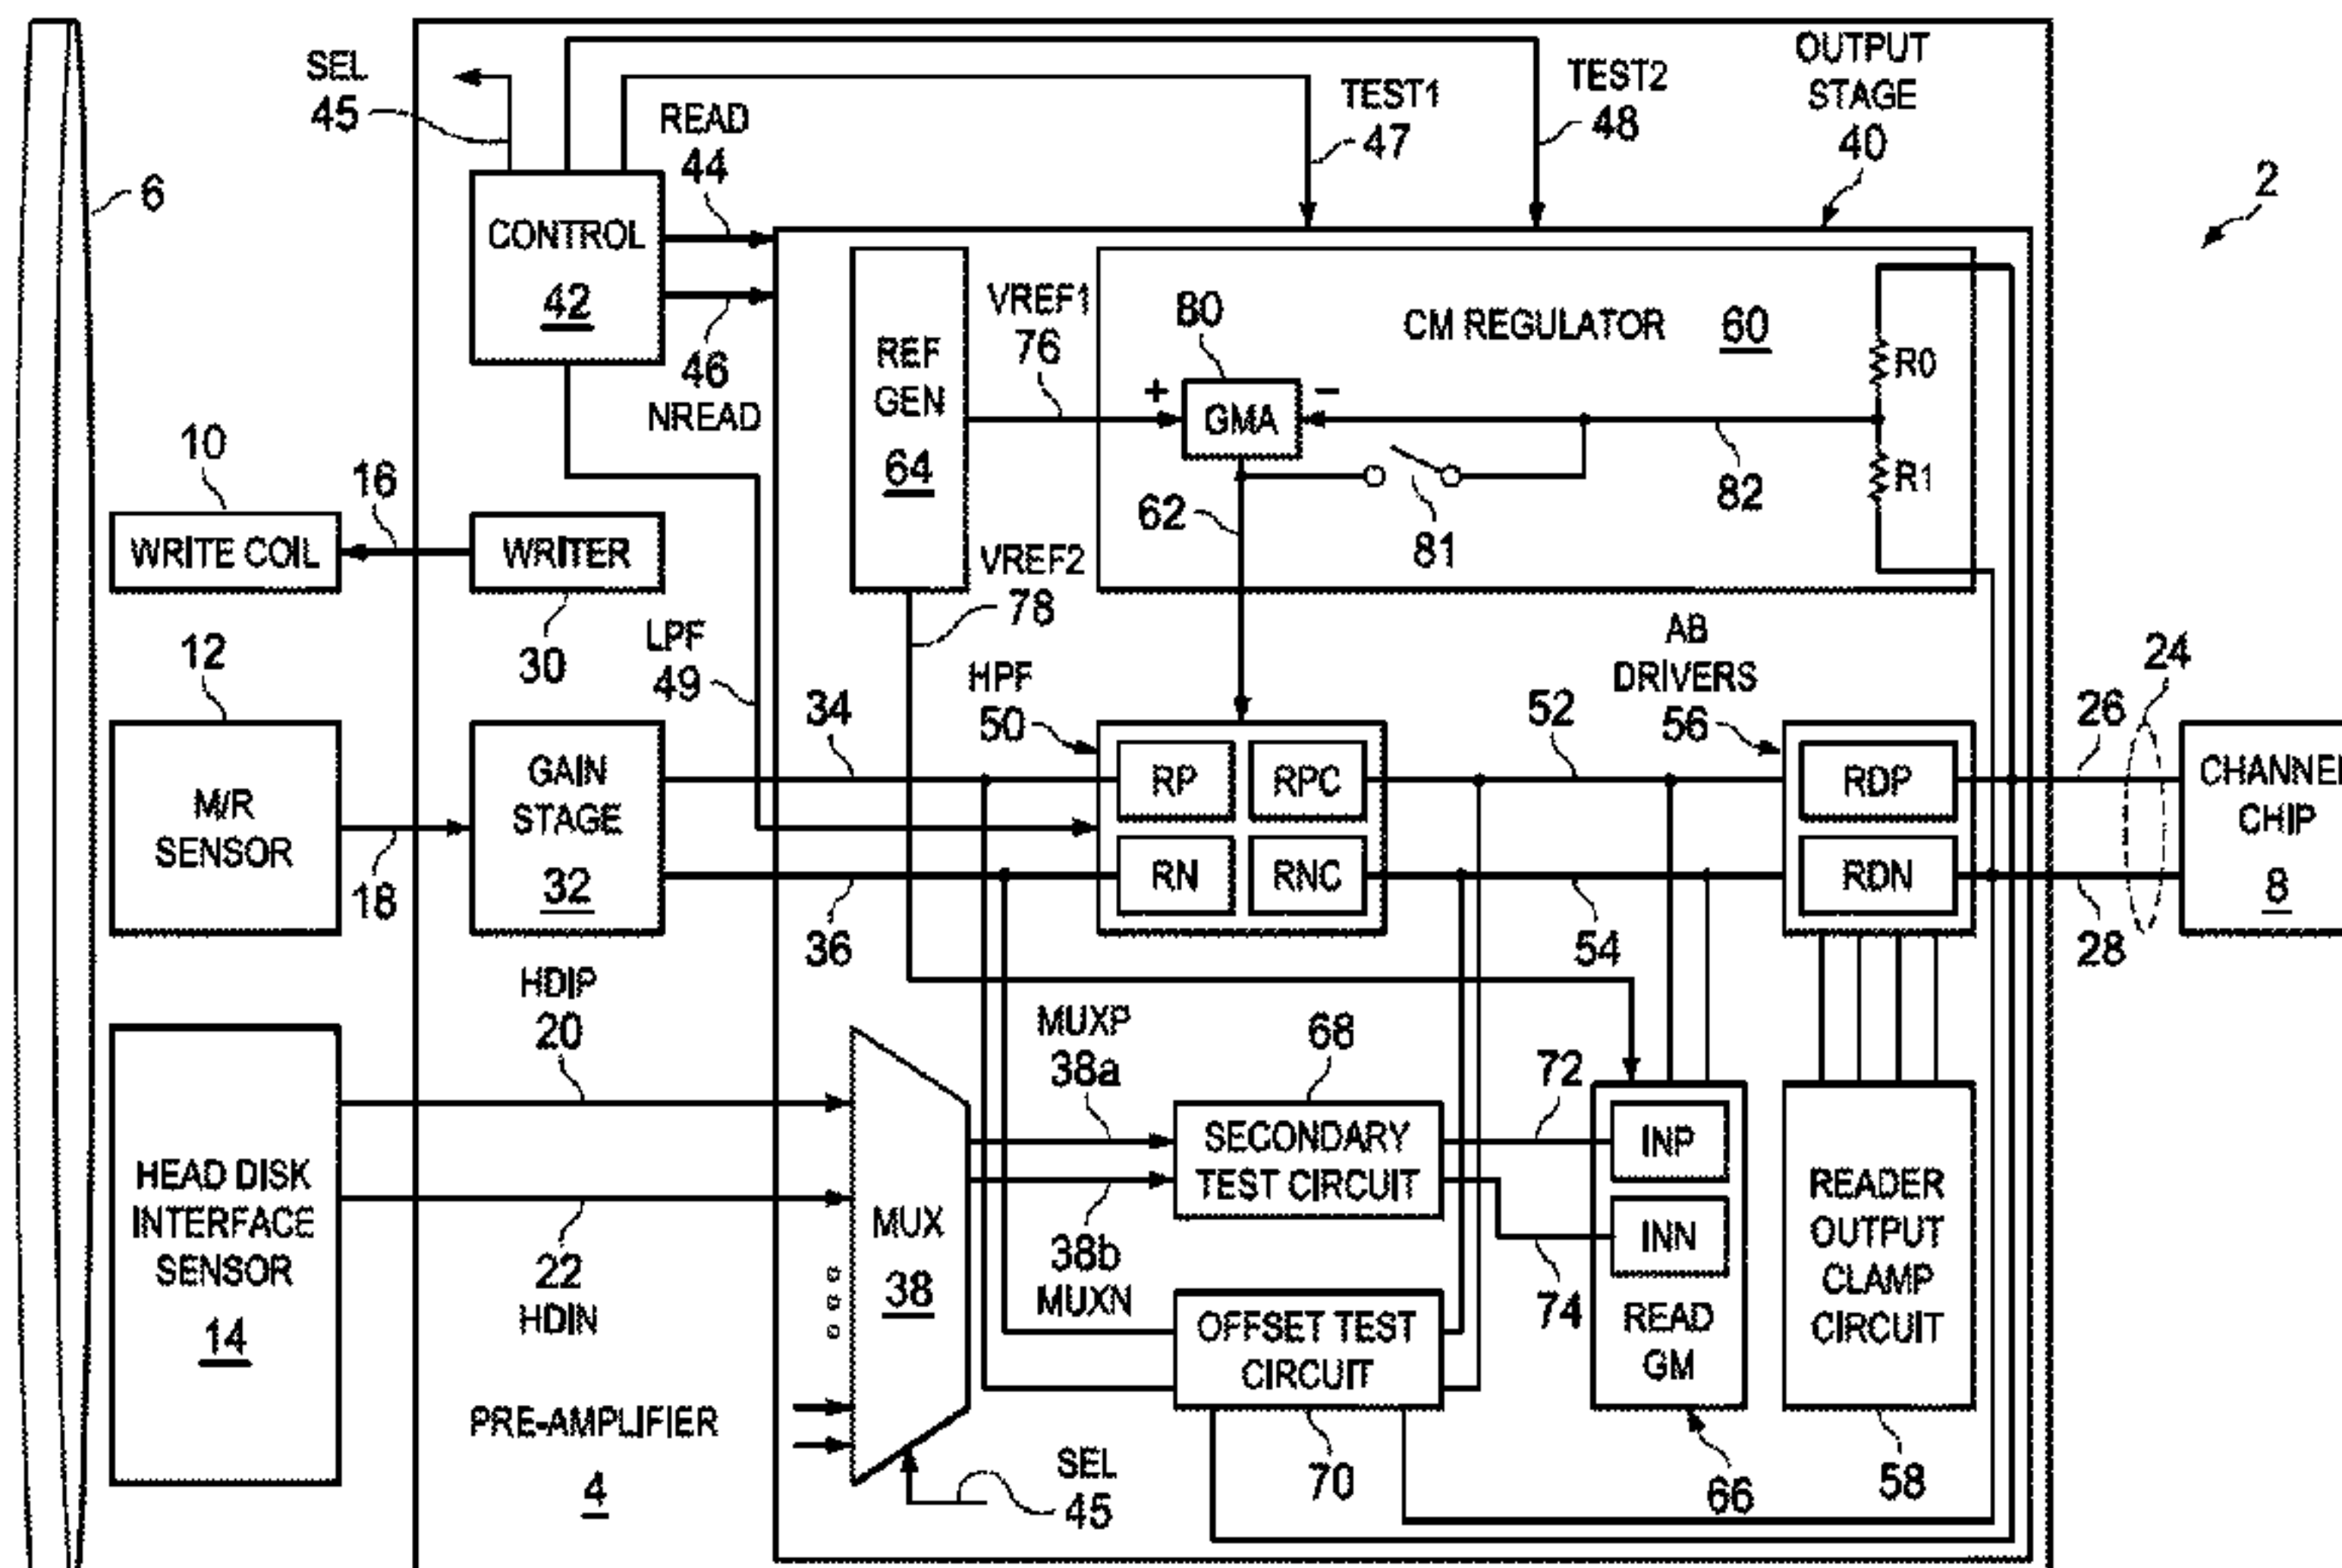 SEL
45
READ
44
TEST1
47
TEST2
48
OUTPUT
STAGE
40
2
6
CONTROL
42
46
NREAD
REF
GEN
64
VREF1
76
80
+
GMA
−
CM REGULATOR 60
R0
R1
82
81
62
VREF2
78
10
WRITE COIL
16
WRITER
30
LPF
49
12
M/R
SENSOR
18
GAIN
STAGE
32
34
36
HPF
50
RP
RPC
RN
RNC
52
54
AB
DRIVERS
56
RDP
RDN
24
26
28
CHANNEL
CHIP
8
HDIP
20
22
HDIN
HEAD DISK
INTERFACE
SENSOR
14
MUX
38
MUXP
38a
38b
MUXN
68
SECONDARY
TEST CIRCUIT
72
74
INP
INN
READ
GM
66
READER
OUTPUT
CLAMP
CIRCUIT
58
OFFSET TEST
CIRCUIT
70
PRE-AMPLIFIER
4
SEL
45